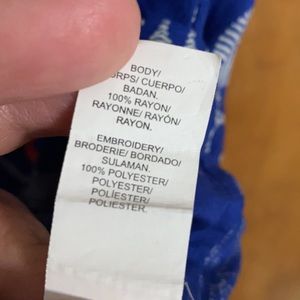 BODY/
CORPS/ CUERPO/
BADAN.
100% RAYON/
RAYONNE/ RAYÓN/
RAYON.
EMBROIDERY/
BRODERIE/ BORDADO/
SULAMAN.
100% POLYESTER/
POLYESTER/
POLIÉSTER/
POLIESTER.